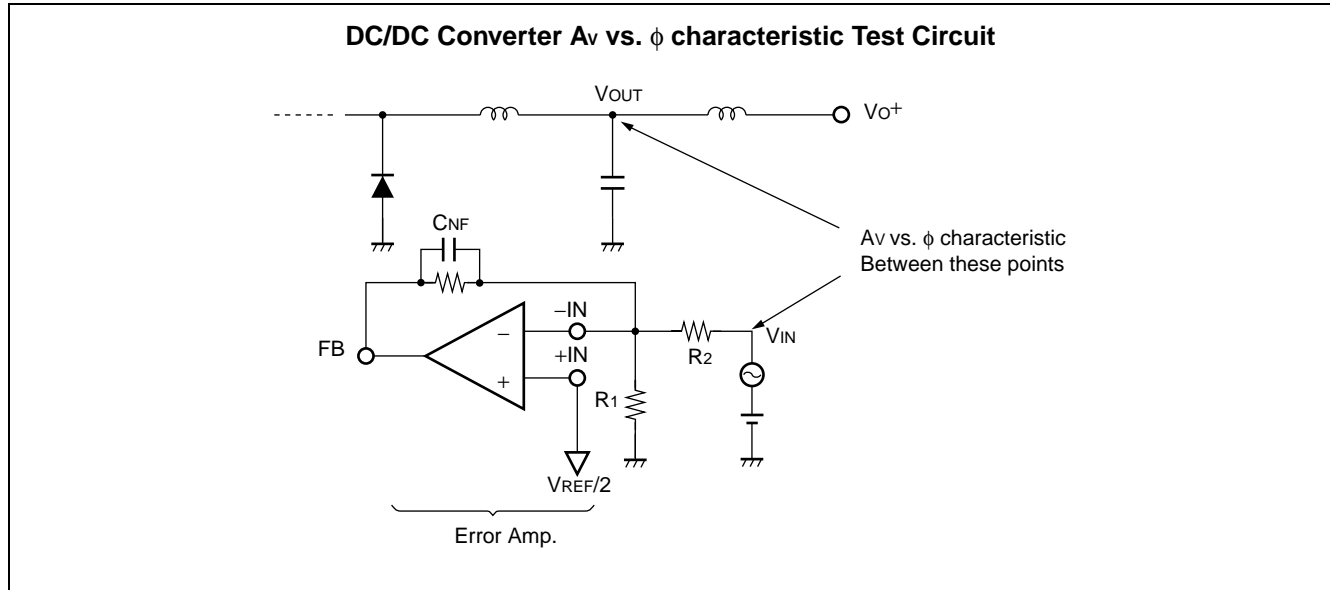 DC/DC Converter AV vs. ϕ characteristic Test Circuit
VOUT
VO+
CNF
AV vs. ϕ characteristic
Between these points
−IN
VIN
−
FB
R2
+IN
+
R1
VREF/2
Error Amp.